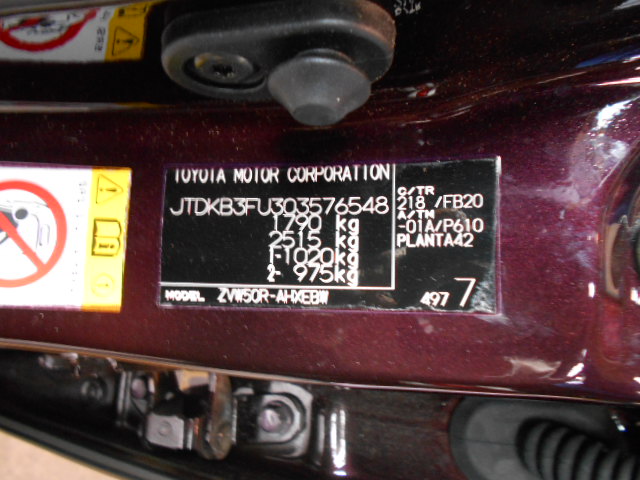 TOYOTA MOTOR CORPORATION
JTDKB3FU303576548
1790 kg
2515 kg
1-1020kg
2- 975kg
MODEL ZVW50R-AHXEBW
C/TR
218 /FB20
A/TM
-01A/P610
PLANTA42
497 7